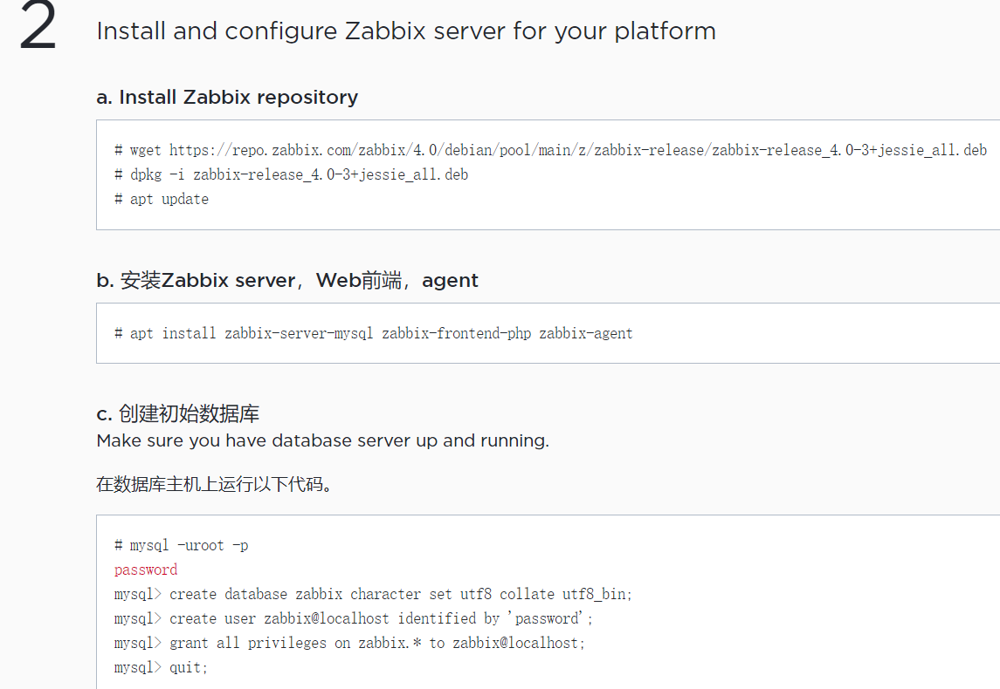 2
Install and configure Zabbix server for your platform
a. Install Zabbix repository
# wget https://repo.zabbix.com/zabbix/4.0/debian/pool/main/z/zabbix-release/zabbix-release_4.0-3+jessie_all.deb
# dpkg -i zabbix-release_4.0-3+jessie_all.deb
# apt update
b. 安装Zabbix server，Web前端，agent
# apt install zabbix-server-mysql zabbix-frontend-php zabbix-agent
c. 创建初始数据库
Make sure you have database server up and running.
在数据库主机上运行以下代码。
# mysql -uroot -p
password
mysql> create database zabbix character set utf8 collate utf8_bin;
mysql> create user zabbix@localhost identified by 'password';
mysql> grant all privileges on zabbix.* to zabbix@localhost;
mysql> quit;